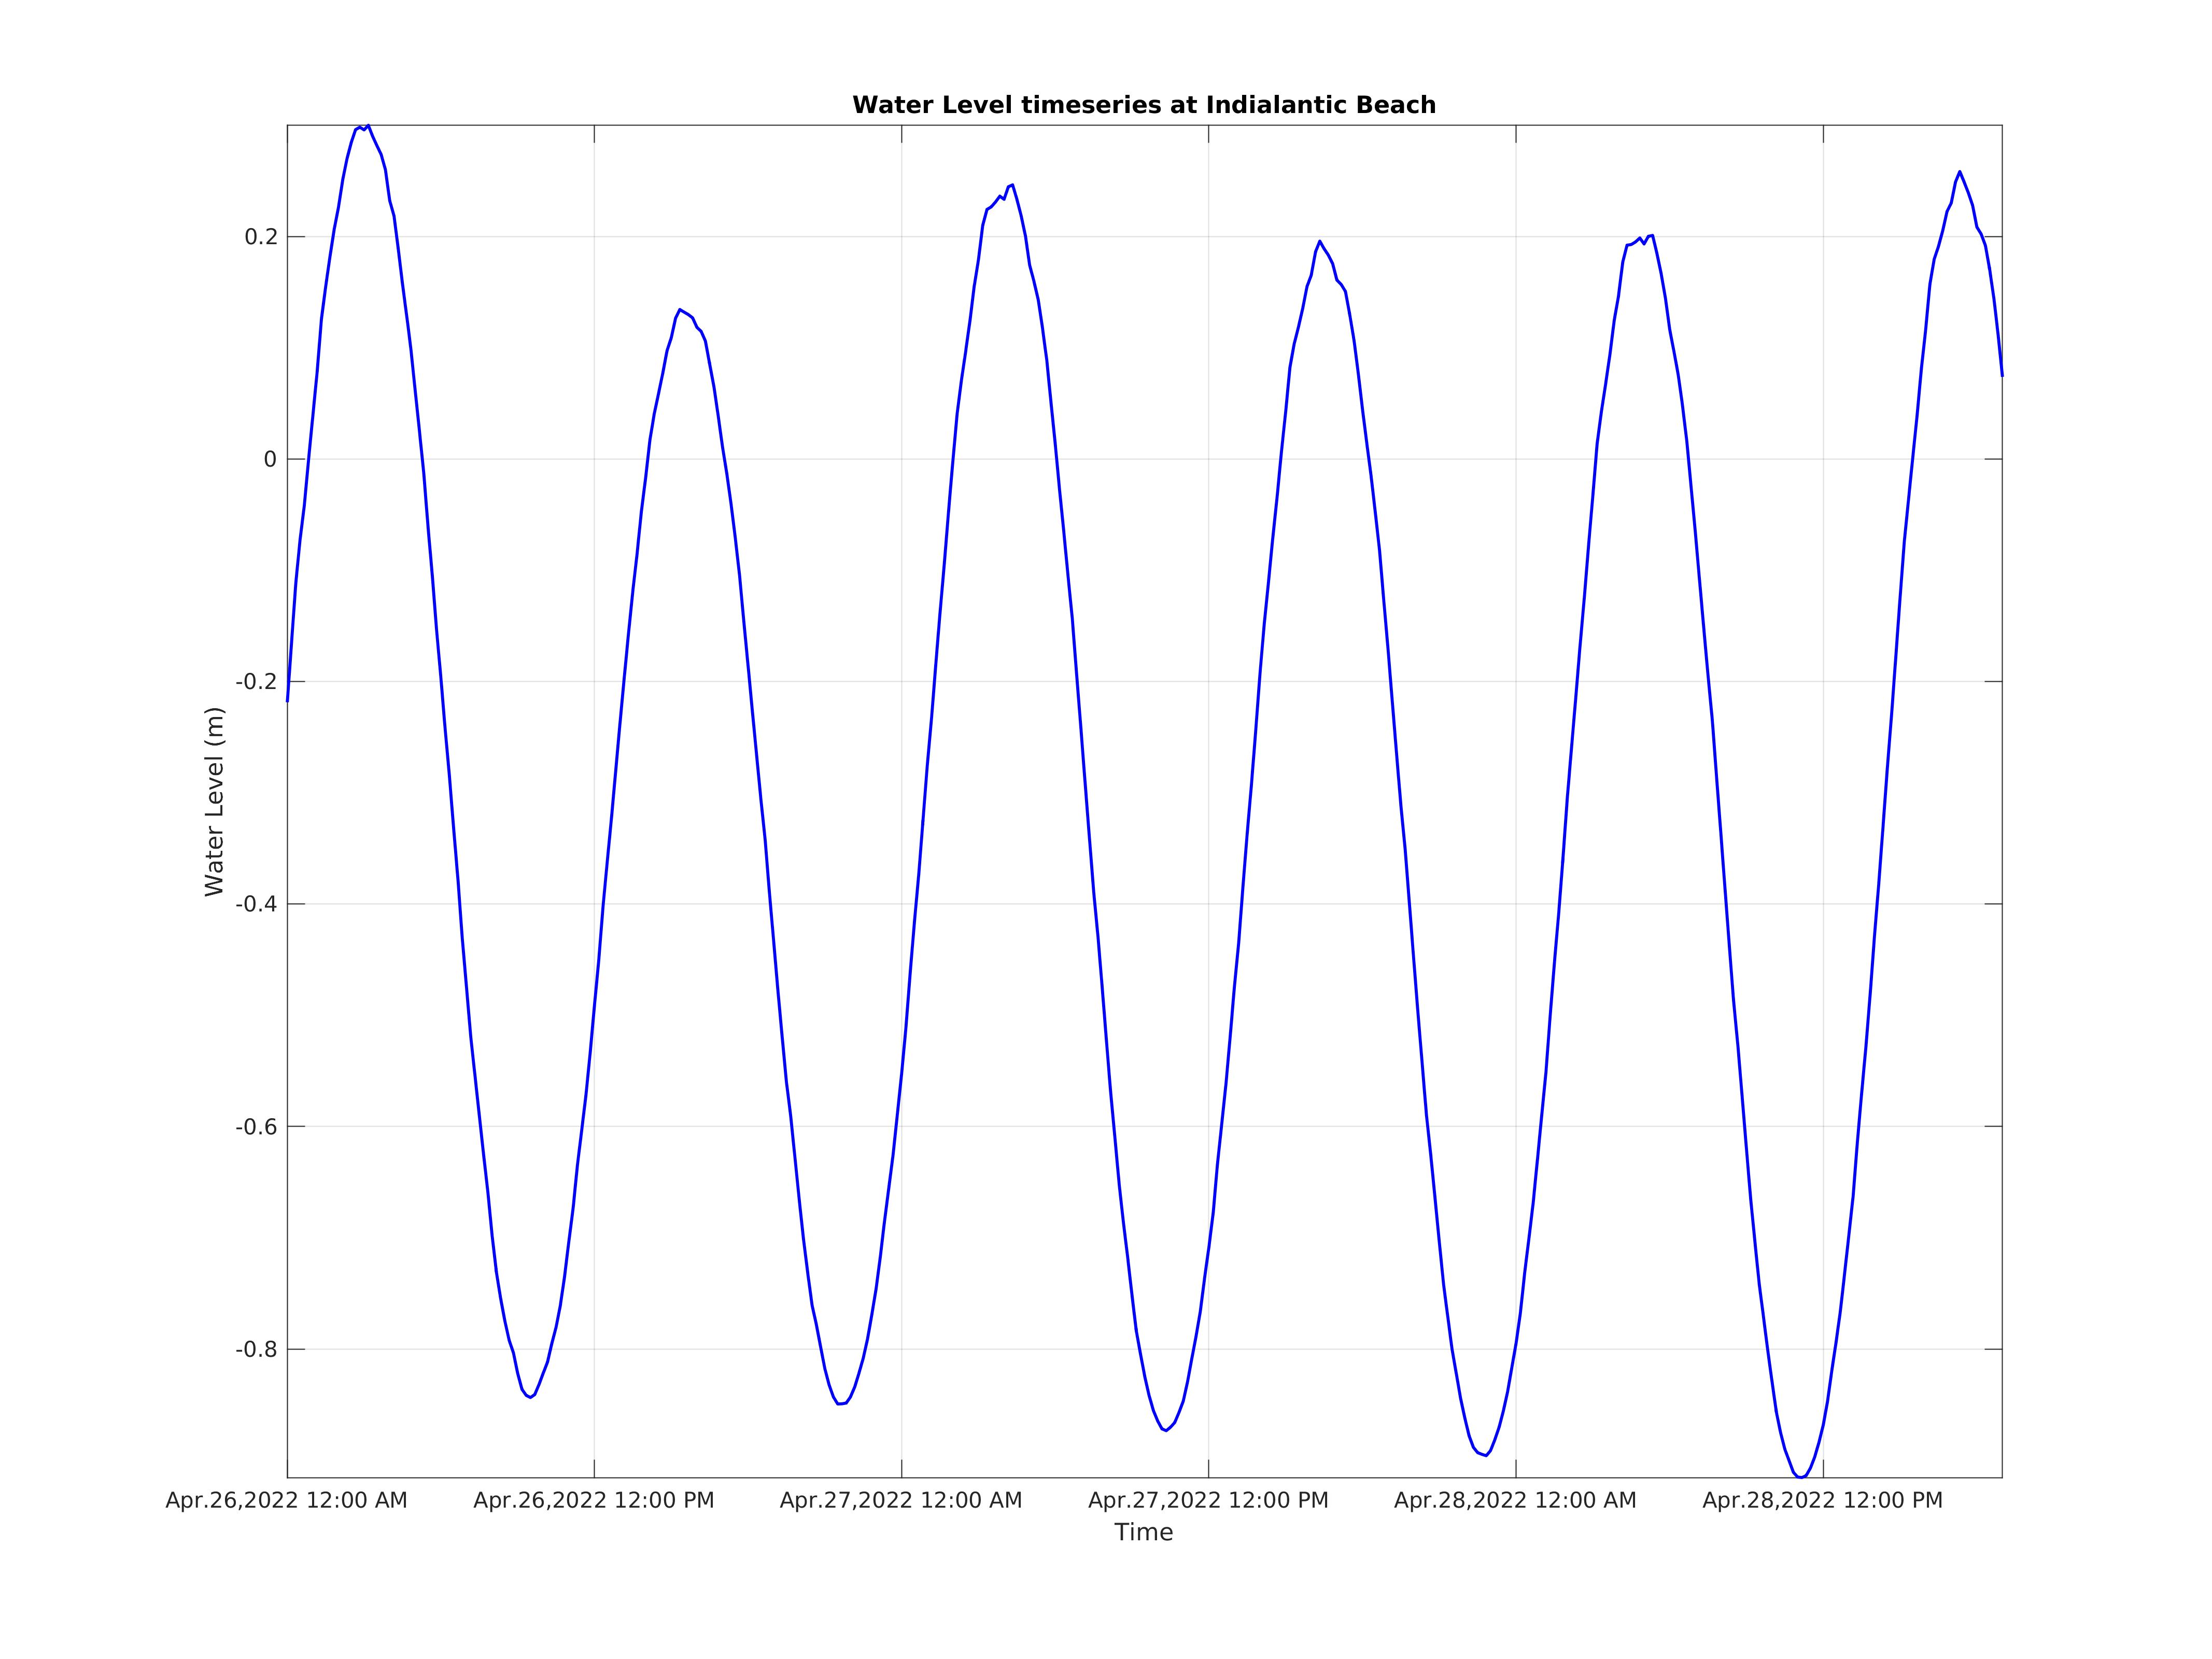 Water Level timeseries at Indialantic Beach
0.2
0
-0.2
-0.4
-0.6
-0.8
Water Level (m)
Apr.26,2022 12:00 AM
Apr.26,2022 12:00 PM
Apr.27,2022 12:00 AM
Apr.27,2022 12:00 PM
Apr.28,2022 12:00 AM
Apr.28,2022 12:00 PM
Time